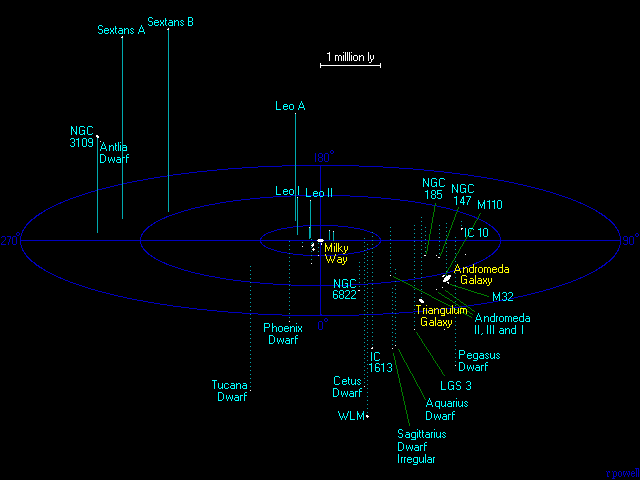 Sextans B
Sextans A
1 milllion ly
Leo A
NGC
3109
Antlia
Dwarf
180°
Leo I
Leo II
NGC
185
NGC
147
M110
IC 10
270°
90°
Milky
Way
Andromeda
Galaxy
NGC
6822
M32
Triangulum
Galaxy
Andromeda
II, III and I
0°
Phoenix
Dwarf
IC
1613
Pegasus
Dwarf
Tucana
Dwarf
Cetus
Dwarf
LGS 3
Aquarius
Dwarf
WLM
Sagittarius
Dwarf
Irregular
rpowell